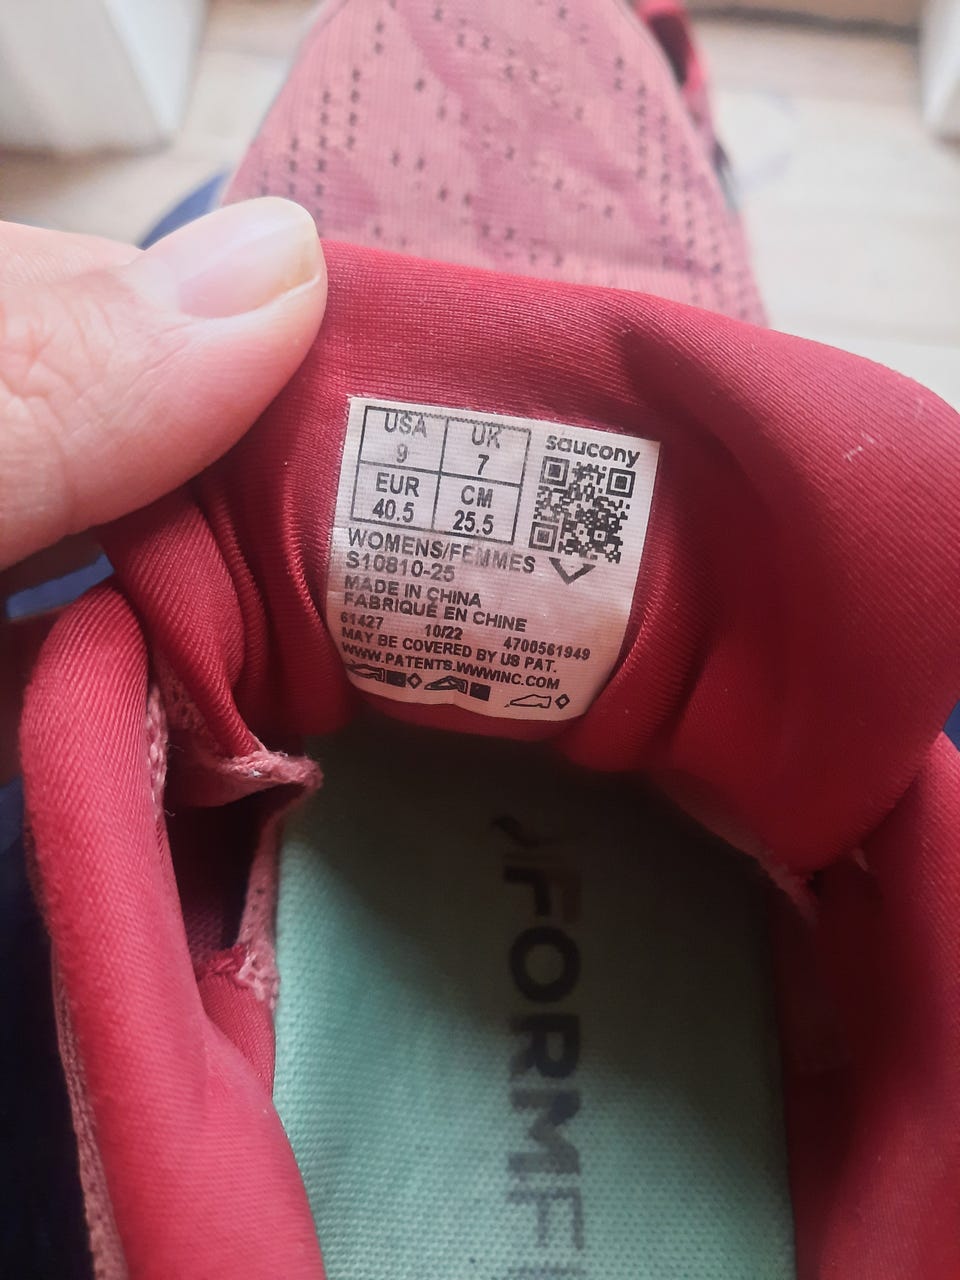 USA UK
9 7
EUR CM
40.5 25.5
saucony
WOMENS/FEMMES
S10810-25
MADE IN CHINA
FABRIQUÉ EN CHINE
61427 10/22 4700561949
MAY BE COVERED BY US PAT.
WWW.PATENTS.WWWINC.COM
FORMF